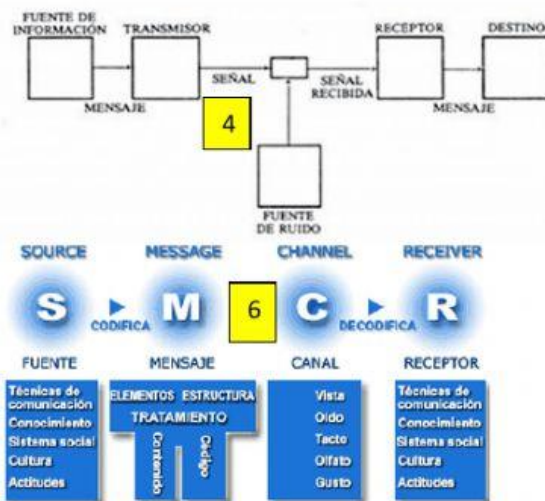 FUENTE DE
INFORMACIÓN
TRANSMISOR
RECEPTOR
DESTINO
MENSAJE
SEÑAL
SEÑAL
RECIBIDA
MENSAJE
4
FUENTE
DE RUIDO
SOURCE
MESSAGE
CHANNEL
RECEIVER
S
CODIFICA
M
6
C
DECODIFICA
R
FUENTE
MENSAJE
CANAL
RECEPTOR
Técnicas de
comunicación
Conocimiento
Sistema social
Cultura
Actitudes
ELEMENTOS ESTRUCTURA
TRATAMIENTO
Contenido
Código
Vista
Oído
Tacto
Olfato
Gusto
Técnicas de
comunicación
Conocimiento
Sistema social
Cultura
Actitudes